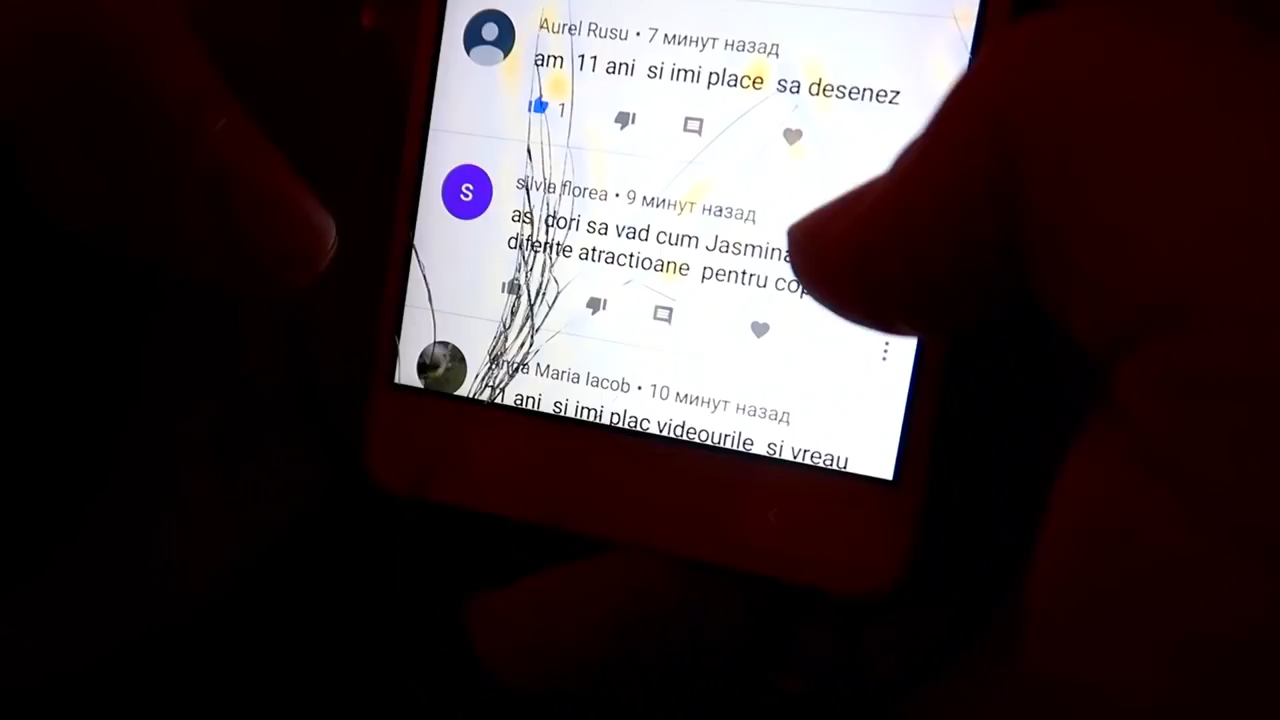 Aurel Rusu • 7 минут назад
am 11 ani si imi place sa desenez
1
S
silvia florea • 9 минут назад
as dori sa vad cum Jasmina
diferite atractioane pentru
Maria Iacob • 10 минут назад
ani si imi plac videourile si vreau